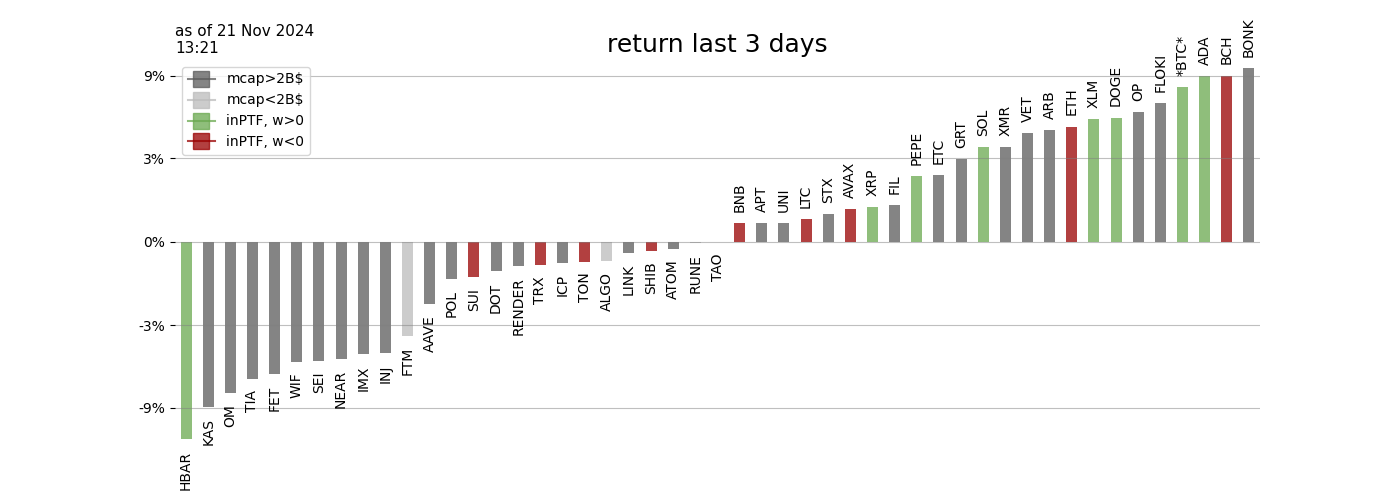 as of 21 Nov 2024
13:21
return last 3 days
mcap>2B$
mcap<2B$
inPTF, w>0
inPTF, w<0
9%
3%
0%
-3%
-9%
HBAR
KAS
OM
TIA
FET
WIF
SEI
NEAR
IMX
INJ
FTM
AAVE
POL
SUI
DOT
RENDER
TRX
ICP
TON
ALGO
LINK
SHIB
ATOM
RUNE
TAO
BNB
APT
UNI
LTC
STX
AVAX
XRP
FIL
PEPE
ETC
GRT
SOL
XMR
VET
ARB
ETH
XLM
DOGE
OP
FLOKI
*BTC*
ADA
BCH
BONK